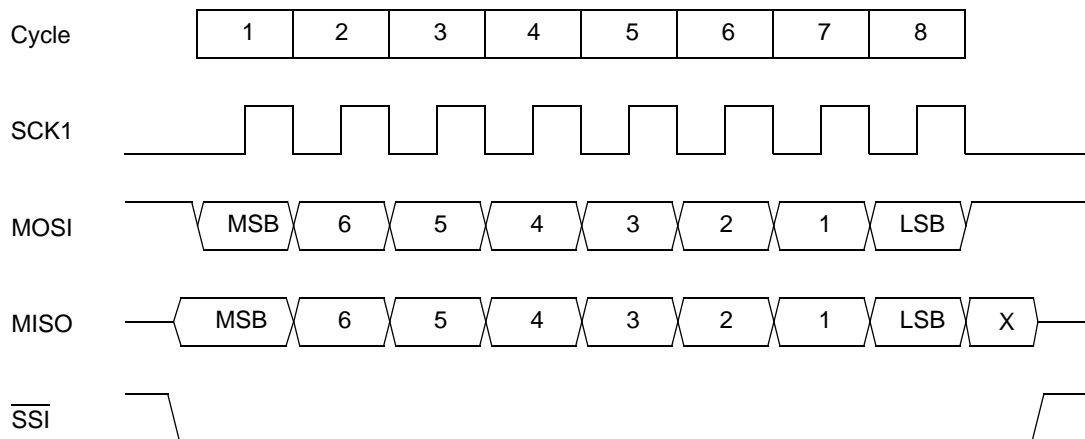 Cycle 1 2 3 4 5 6 7 8
SCK1
MOSI MSB 6 5 4 3 2 1 LSB
MISO MSB 6 5 4 3 2 1 LSB X
SSI